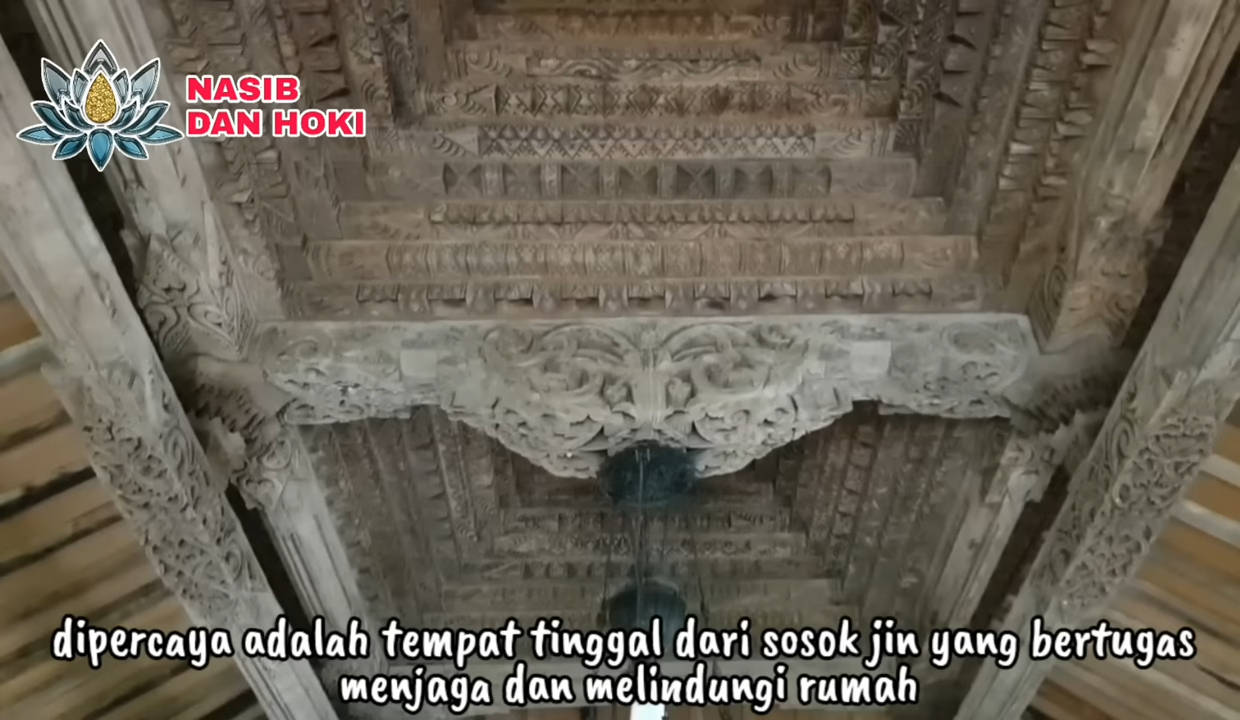 NASIB
DAN HOKI
dipercaya adalah tempat tinggal dari sosok jin yang bertugas
menjaga dan melindungi rumah